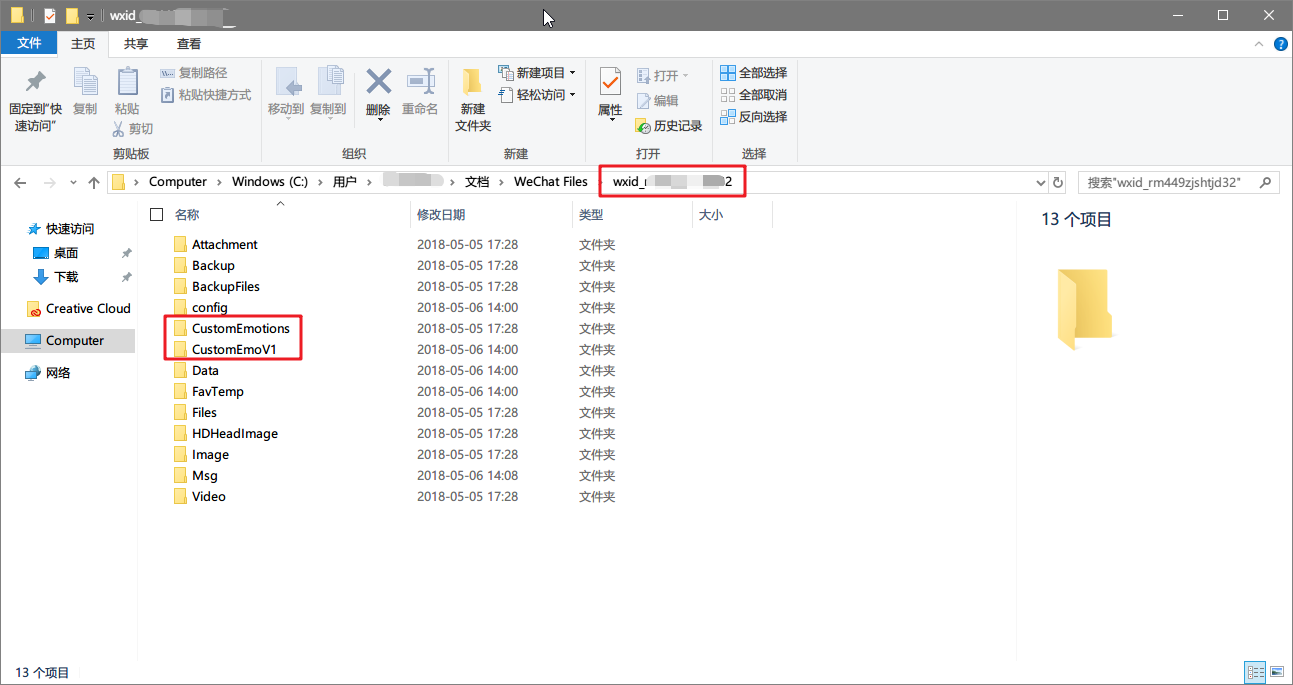 wxid_
文件 主页 共享 查看
固定到"快速访问"
复制
粘贴
复制路径
粘贴快捷方式
剪切
剪贴板
移动到
复制到
删除
重命名
组织
新建文件夹
新建项目
轻松访问
新建
属性
打开
编辑
历史记录
打开
全部选择
全部取消
反向选择
选择
Computer Windows (C:) 用户 文档 WeChat Files wxid_ 2
搜索"wxid_rm449zjshtjd32"
快速访问
桌面
下载
Creative Cloud
Computer
网络
名称 修改日期 类型 大小
Attachment 2018-05-05 17:28 文件夹
Backup 2018-05-05 17:28 文件夹
BackupFiles 2018-05-05 17:28 文件夹
config 2018-05-06 14:00 文件夹
CustomEmotions 2018-05-05 17:28 文件夹
CustomEmoV1 2018-05-06 14:00 文件夹
Data 2018-05-06 14:00 文件夹
FavTemp 2018-05-06 14:00 文件夹
Files 2018-05-05 17:28 文件夹
HDHeadImage 2018-05-05 17:28 文件夹
Image 2018-05-05 17:28 文件夹
Msg 2018-05-06 14:08 文件夹
Video 2018-05-05 17:28 文件夹
13 个项目
13 个项目